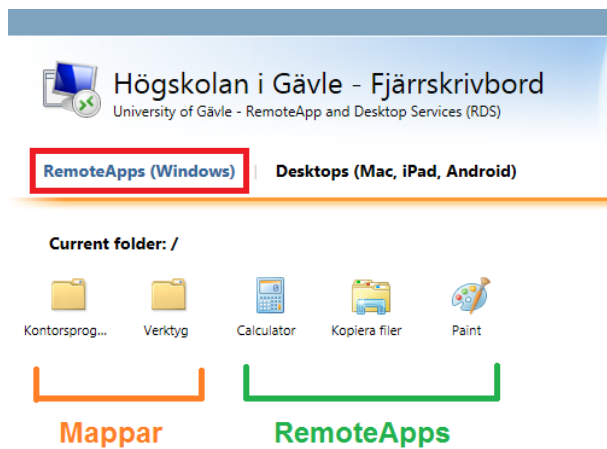 Högskolan i Gävle - Fjärrskrivbord
University of Gävle - RemoteApp and Desktop Services (RDS)
RemoteApps (Windows) | Desktops (Mac, iPad, Android)
Current folder: /
Kontorsprog... Verktyg Calculator Kopiera filer Paint
Mappar RemoteApps